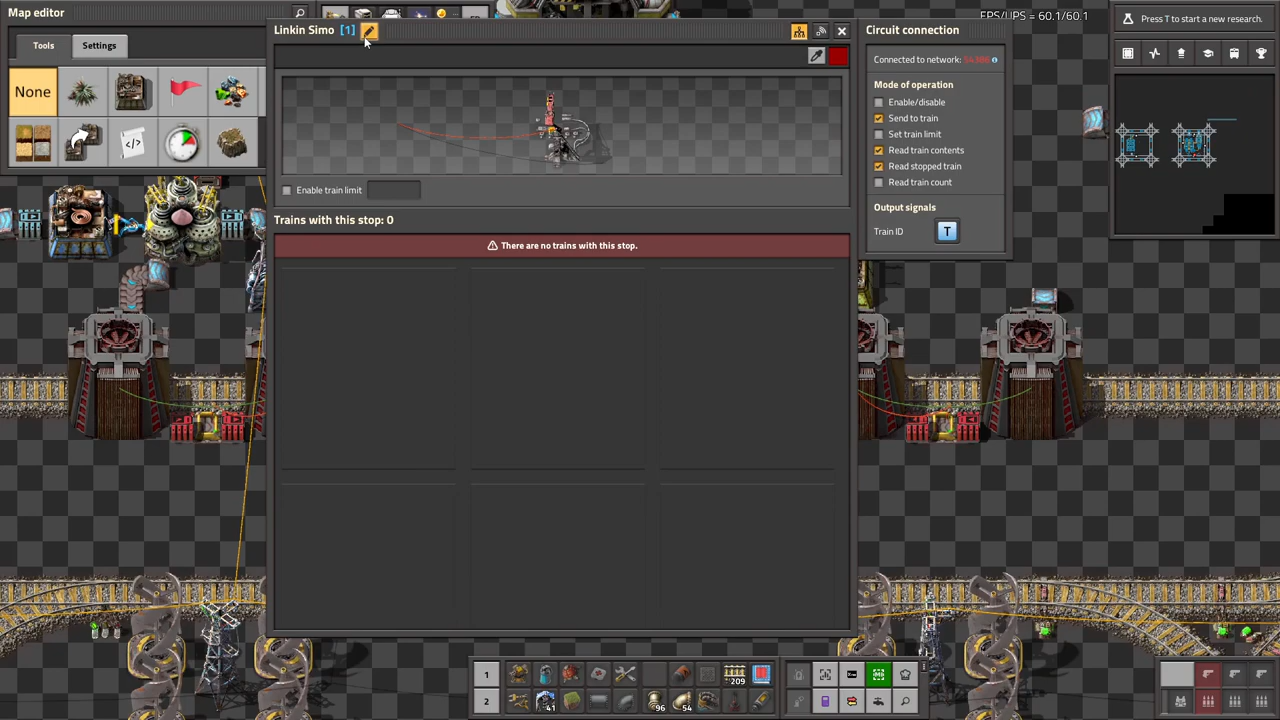 Map editor
Tools Settings
None
Linkin Simo [1]
Enable train limit
Trains with this stop: 0
There are no trains with this stop.
FPS/UPS = 60.1/60.1
Circuit connection
Connected to network:
Mode of operation
Enable/disable
Send to train
Set train limit
Read train contents
Read stopped train
Read train count
Output signals
Train ID T
Press T to start a new research.
1 209
2 41 96 54